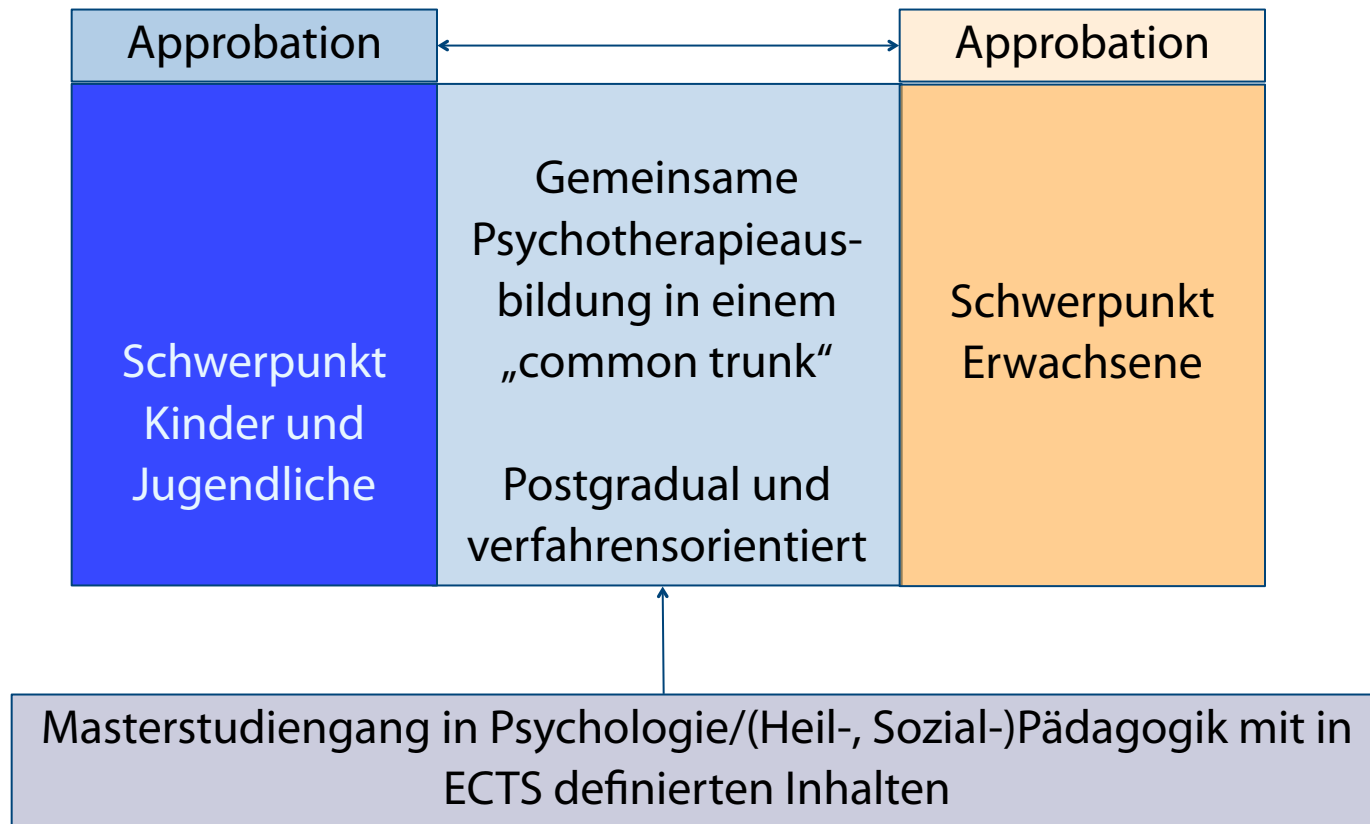 Approbation
Approbation
Schwerpunkt
Kinder und
Jugendliche
Gemeinsame
Psychotherapieaus-
bildung in einem
„common trunk“
Postgradual und
verfahrensorientiert
Schwerpunkt
Erwachsene
Masterstudiengang in Psychologie/(Heil-, Sozial-)Pädagogik mit in
ECTS definierten Inhalten